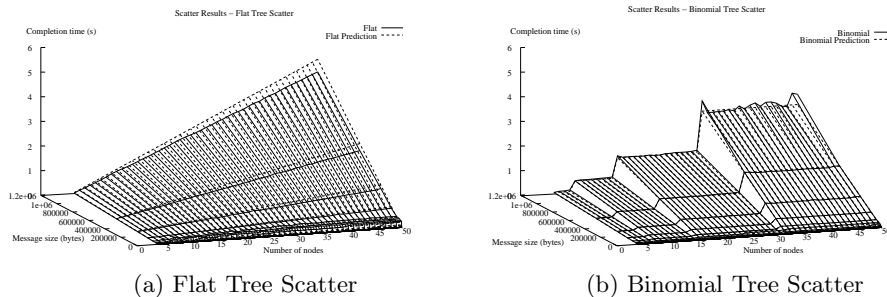 Scatter Results – Flat Tree Scatter
Completion time (s)
Flat
Flat Prediction
6
5
4
3
2
1
0
1.2e+06
1e+06
800000
600000
400000
200000
0
Message size (bytes)
0
5
10
15
20
25
30
35
40
45
50
Number of nodes
(a) Flat Tree Scatter
Scatter Results – Binomial Tree Scatter
Completion time (s)
Binomial
Binomial Prediction
6
5
4
3
2
1
0
1.2e+06
1e+06
800000
600000
400000
200000
0
Message size (bytes)
0
5
10
15
20
25
30
35
40
45
50
Number of nodes
(b) Binomial Tree Scatter